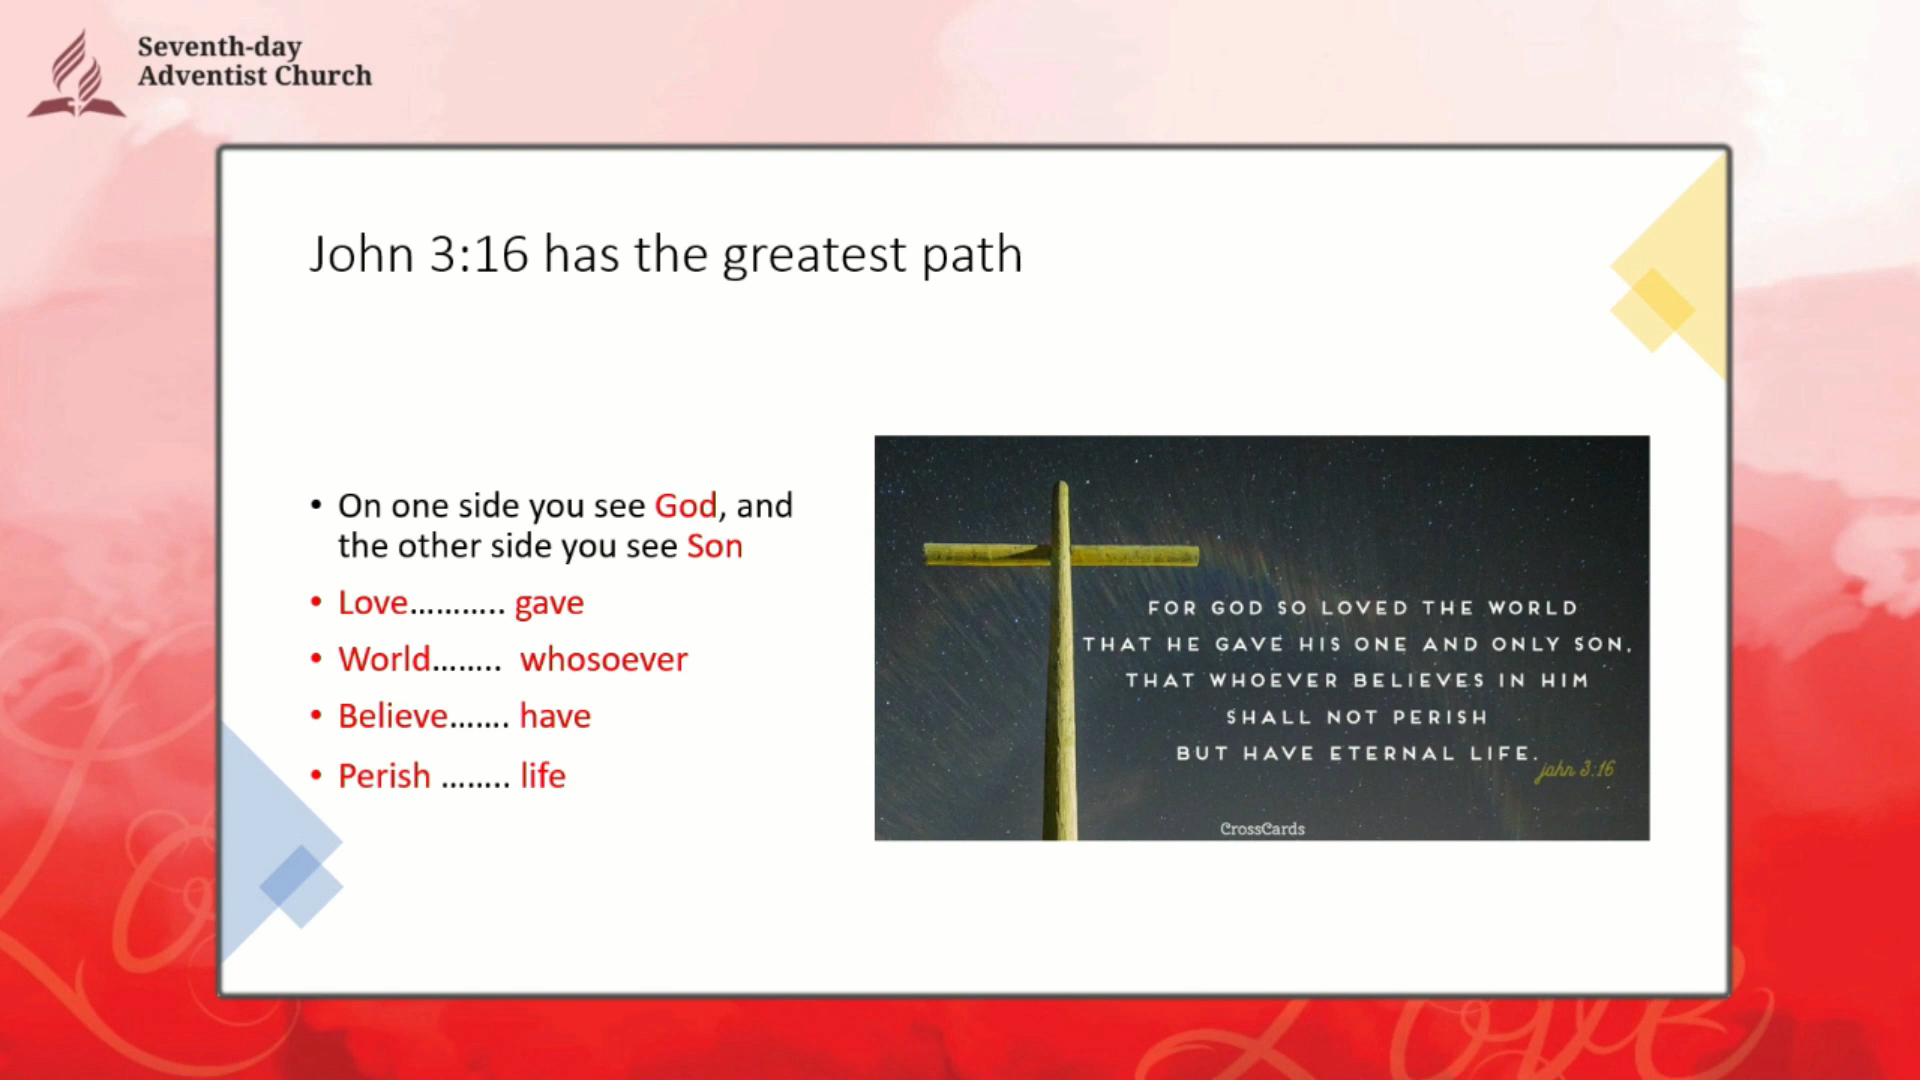 Seventh-day
Adventist Church
John 3:16 has the greatest path
• On one side you see God, and
the other side you see Son
• Love……….. gave
• World…….. whosoever
• Believe……. have
• Perish …….. life
FOR GOD SO LOVED THE WORLD
THAT HE GAVE HIS ONE AND ONLY SON,
THAT WHOEVER BELIEVES IN HIM
SHALL NOT PERISH
BUT HAVE ETERNAL LIFE.
john 3:16
CrossCards
Love
Love